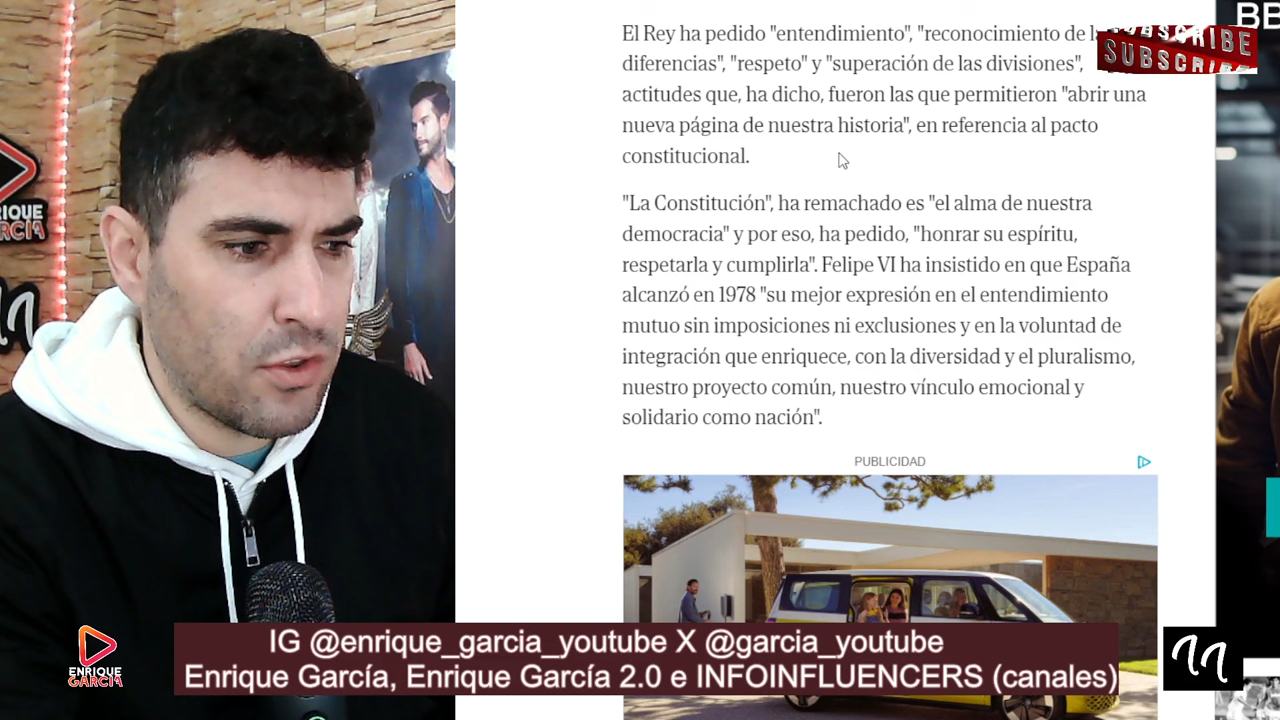 El Rey ha pedido "entendimiento", "reconocimiento de
diferencias", "respeto" y "superación de las divisiones",
actitudes que, ha dicho, fueron las que permitieron "abrir una
nueva página de nuestra historia", en referencia al pacto
constitucional.
"La Constitución", ha remachado es "el alma de nuestra
democracia" y por eso, ha pedido, "honrar su espíritu,
respetarla y cumplirla". Felipe VI ha insistido en que España
alcanzó en 1978 "su mejor expresión en el entendimiento
mutuo sin imposiciones ni exclusiones y en la voluntad de
integración que enriquece, con la diversidad y el pluralismo,
nuestro proyecto común, nuestro vínculo emocional y
solidario como nación".
PUBLICIDAD
SUBSCRIBE
SUBSCRIBE
IG @enrique_garcia_youtube X @garcia_youtube
Enrique García, Enrique García 2.0 e INFOINFLUENCERS (canales)
ENRIQUE
GARCÍA